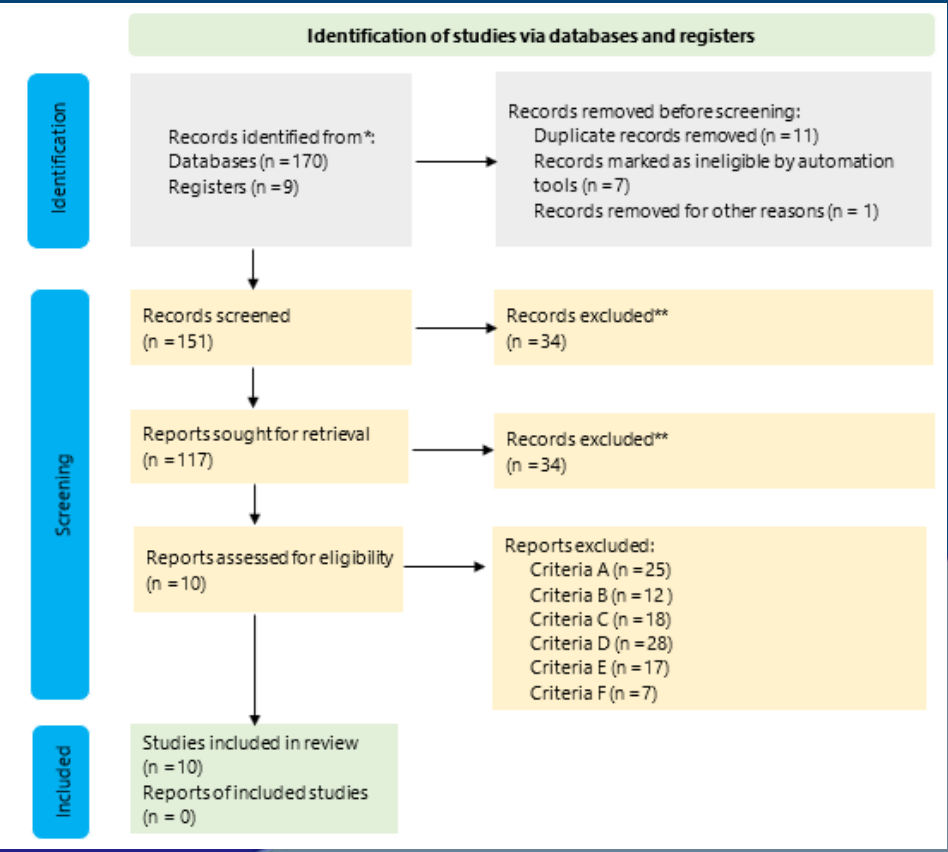 Identification of studies via databases and registers
Identification
Records identified from*:
Databases (n = 170)
Registers (n = 9)
Records removed before screening:
Duplicate records removed (n = 11)
Records marked as ineligible by automation
tools (n = 7)
Records removed for other reasons (n = 1)
Screening
Records screened
(n = 151)
Records excluded**
(n = 34)
Reports sought for retrieval
(n = 117)
Records excluded**
(n = 34)
Reports assessed for eligibility
(n = 10)
Reports excluded:
Criteria A (n = 25)
Criteria B (n = 12 )
Criteria C (n = 18)
Criteria D (n = 28)
Criteria E (n = 17)
Criteria F (n = 7)
Included
Studies included in review
(n = 10)
Reports of included studies
(n = 0)